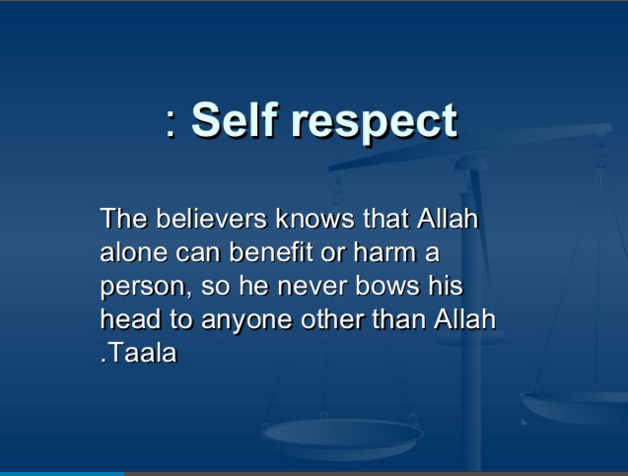 : Self respect
The believers knows that Allah
alone can benefit or harm a
person, so he never bows his
head to anyone other than Allah
.Taala